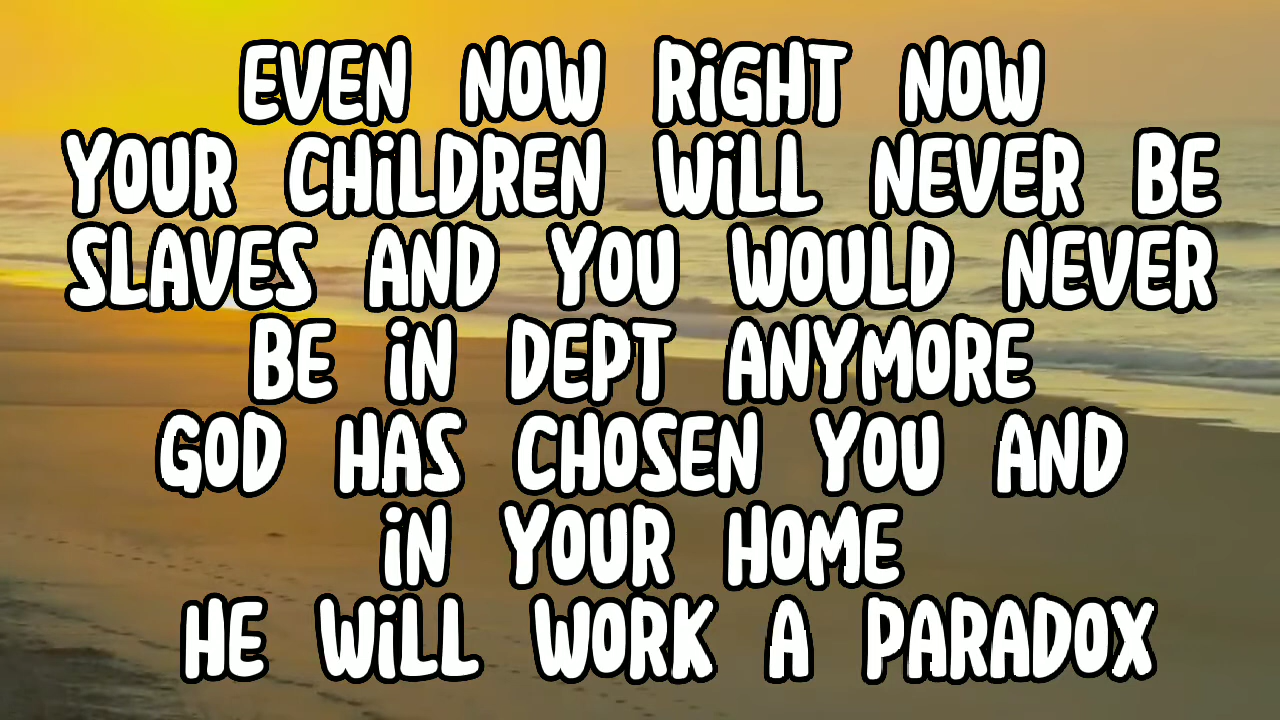 EVEN NOW RiGHT NOW
YOUR CHiLDREN WiLL NEVER BE
SLAVES AND YOU WOULD NEVER
BE iN DEPT ANYMORE
GOD HAS CHOSEN YOU AND
iN YOUR HOME
HE WiLL WORK A PARADOX